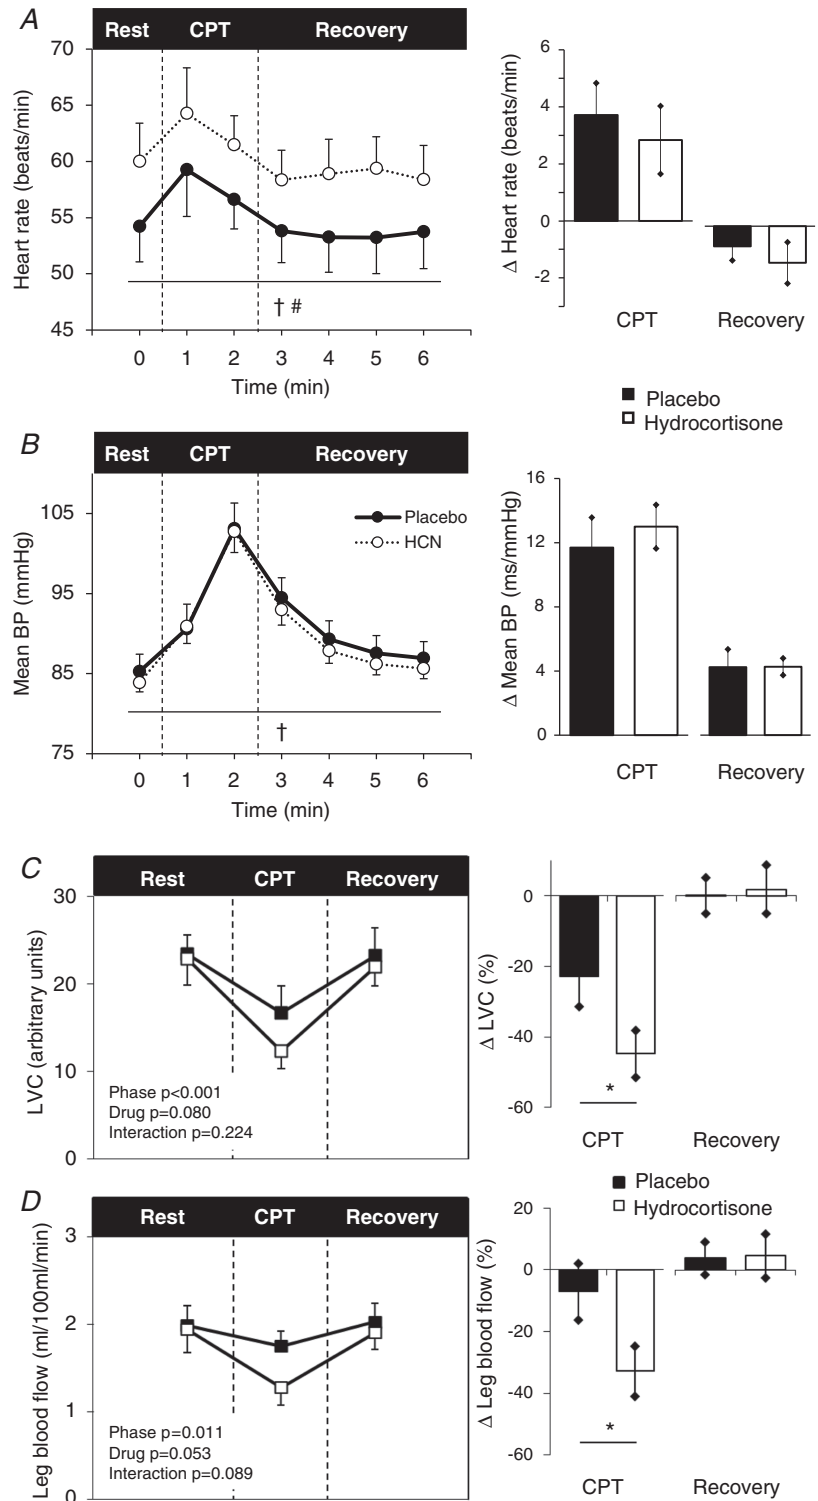 A
Rest CPT Recovery
Heart rate (beats/min)
70
65
60
55
50
45
† #
0 1 2 3 4 5 6
Time (min)
Δ Heart rate (beats/min)
6
4
2
0
-2
CPT Recovery
Placebo
Hydrocortisone
B
Rest CPT Recovery
Mean BP (mmHg)
105
95
85
75
Placebo
HCN
†
0 1 2 3 4 5 6
Time (min)
Δ Mean BP (ms/mmHg)
16
12
8
4
0
CPT Recovery
C
Rest CPT Recovery
LVC (arbitrary units)
30
20
10
0
Phase p<0.001
Drug p=0.080
Interaction p=0.224
Δ LVC (%)
0
-20
-40
-60
*
CPT Recovery
Placebo
Hydrocortisone
D
Rest CPT Recovery
Leg blood flow (ml/100ml/min)
3
2
1
0
Phase p=0.011
Drug p=0.053
Interaction p=0.089
Δ Leg blood flow (%)
20
0
-20
-40
-60
*
CPT Recovery